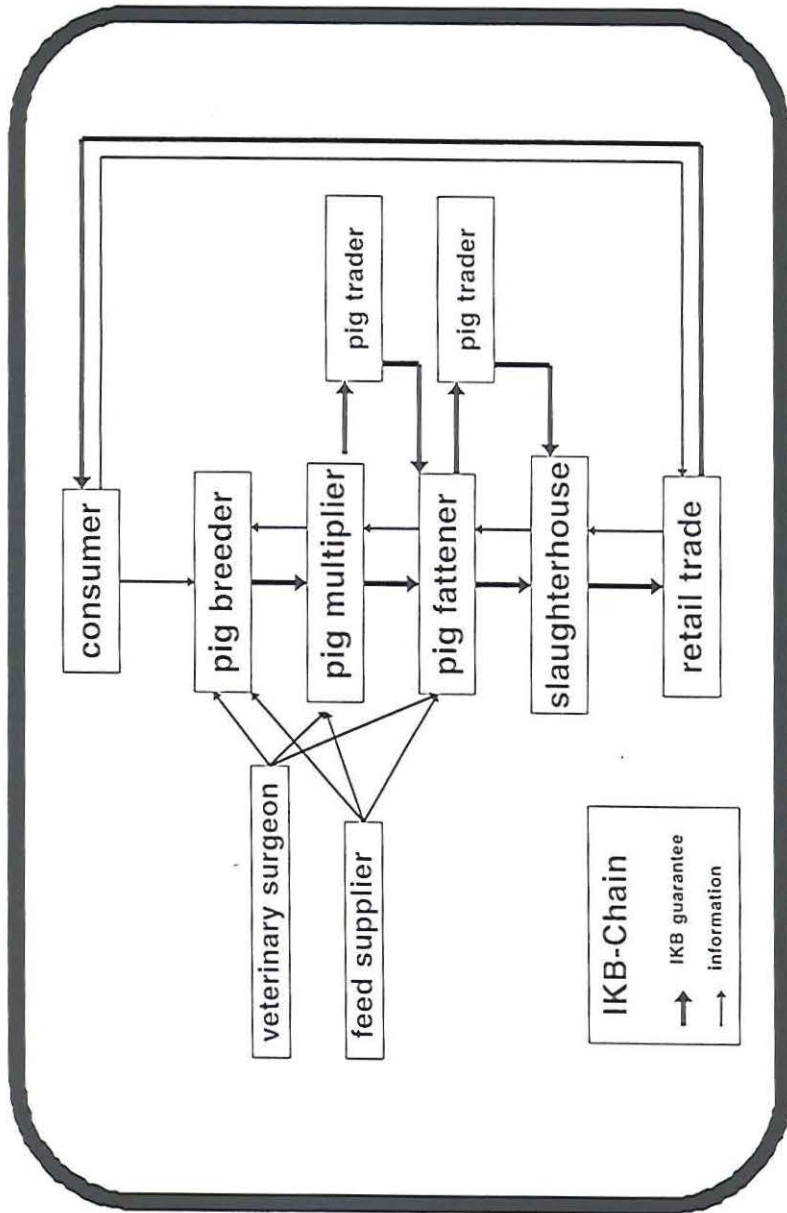 consumer
pig breeder
veterinary surgeon
pig multiplier
pig trader
feed supplier
pig fattener
pig trader
slaughterhouse
retail trade
IKB-Chain
IKB guarantee
information